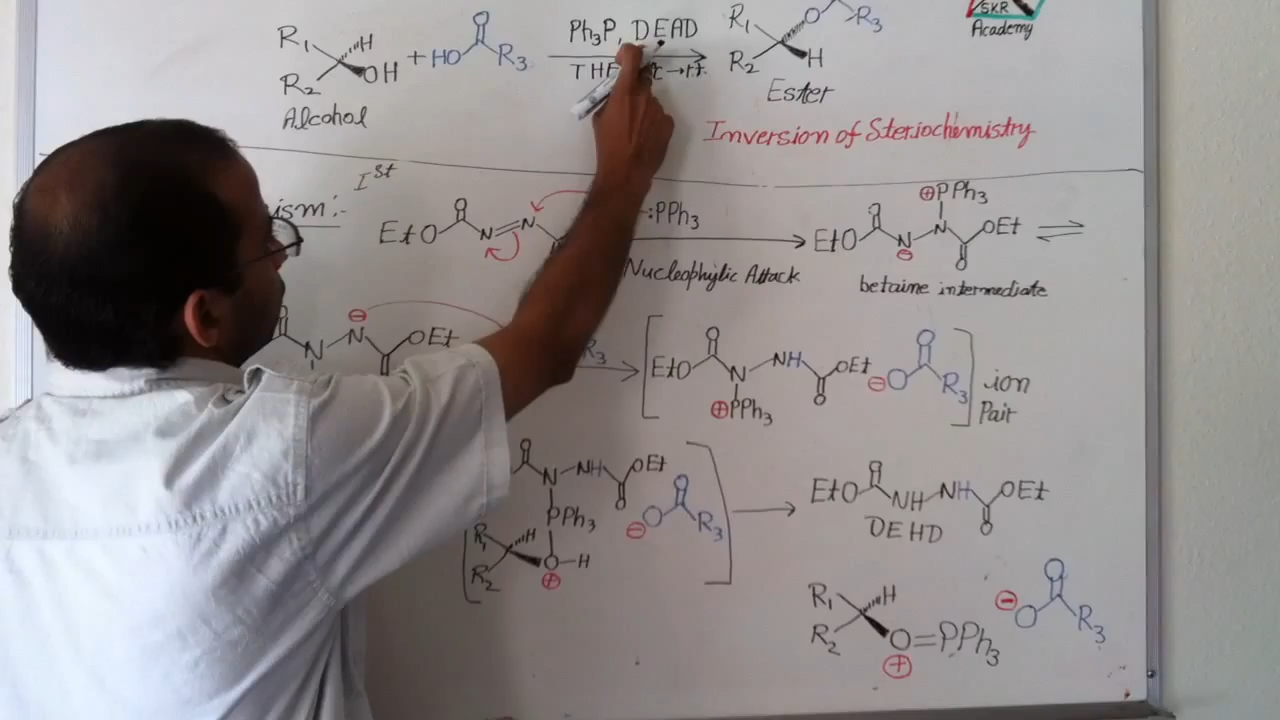 SKR
Academy
R₁ H R₂ OH + HO O R₃ Ph₃P, DEAD R₁ R₂ O R₃ H
THF →rt.
Alcohol Ester
Inversion of Steriochemistry
Iˢᵗ
ism:-
EtO O N=N :PPh₃ EtO O N ⊖ N ⊕PPh₃ O OEt ⇌
Nucleophylic Attack betaine intermediate
O N N ⊖ O OEt R₃ → [ EtO O N ⊕PPh₃ NH O OEt ⊖O O R₃ ] ion
Pair
[ O N NH O OEt PPh₃ R₁ R₂ H O ⊕ H ⊖O O R₃ ] → EtO O NH NH O OEt
DEHD
R₁ R₂ H O=PPh₃ ⊕ ⊖ O O R₃